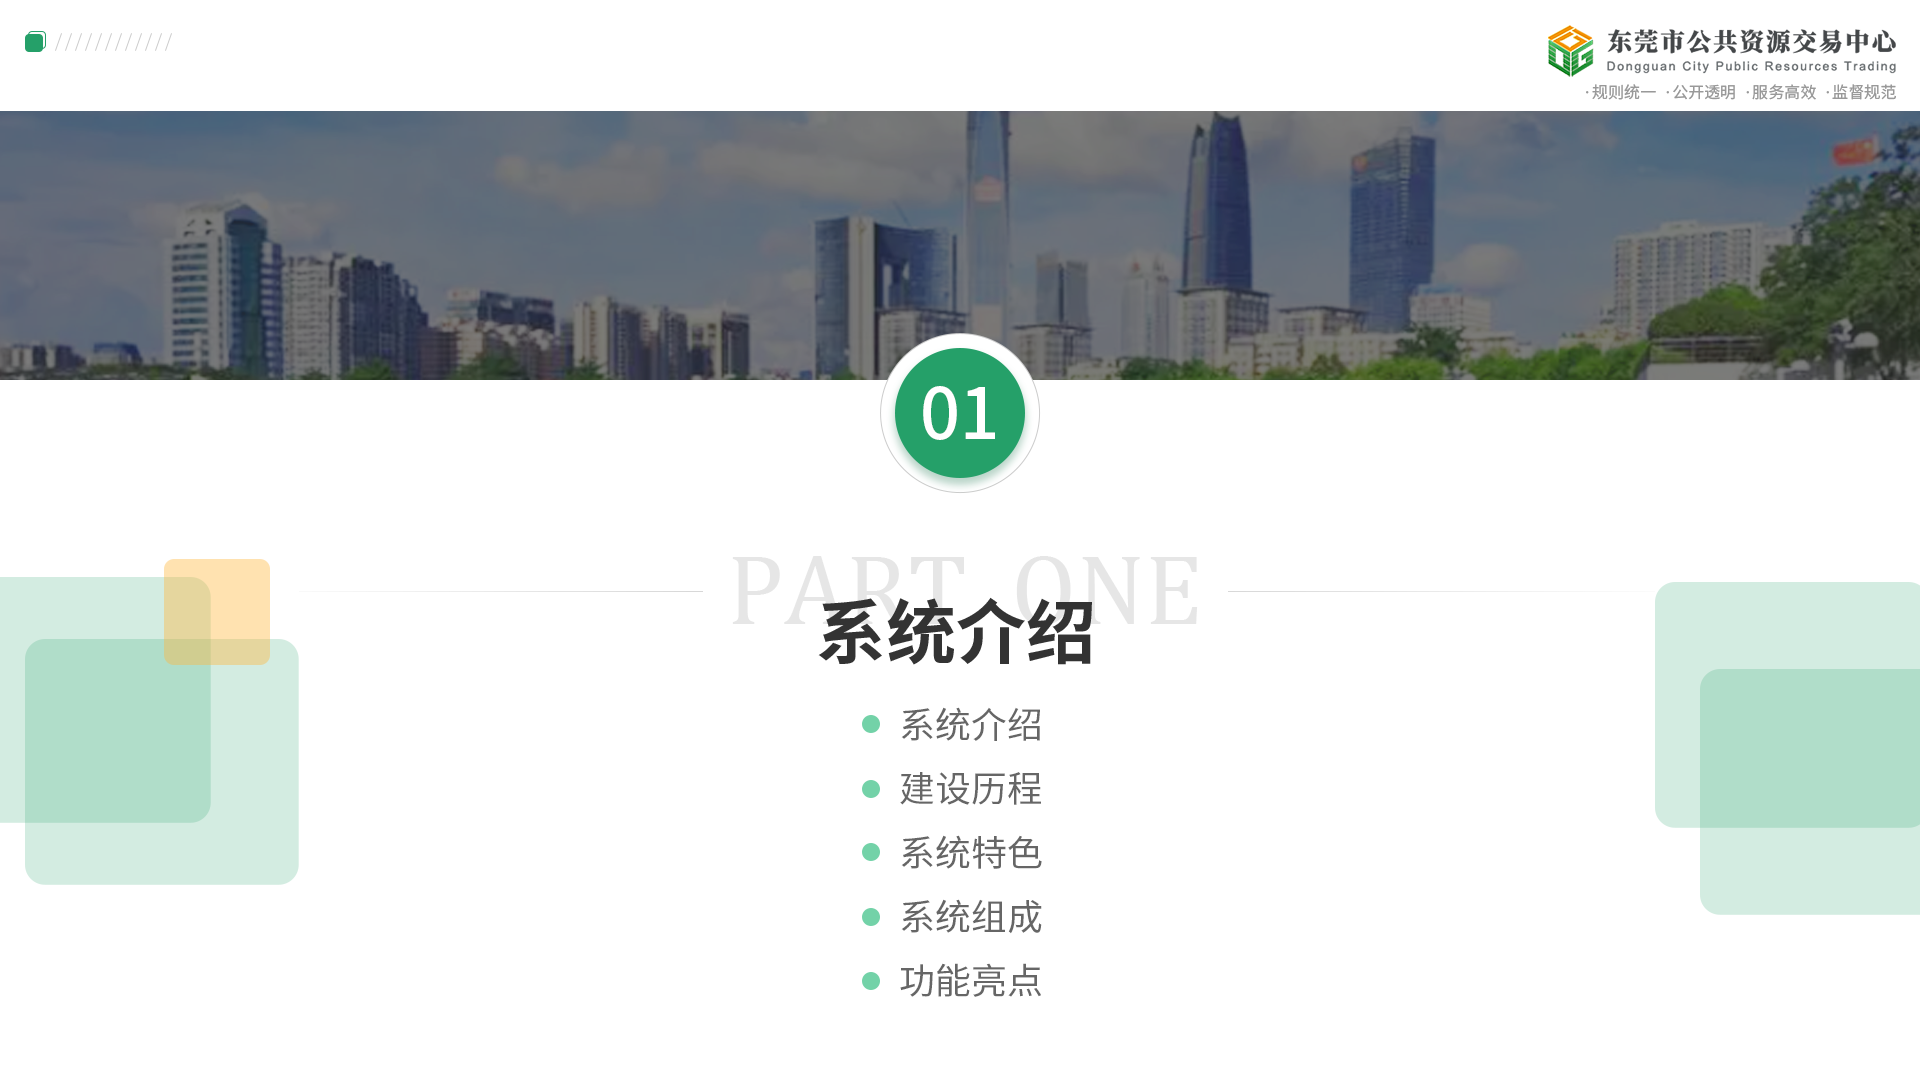 东莞市公共资源交易中心
Dongguan City Public Resources Trading
·规则统一 ·公开透明 ·服务高效 ·监督规范
01
PART ONE
系统介绍
系统介绍
建设历程
系统特色
系统组成
功能亮点